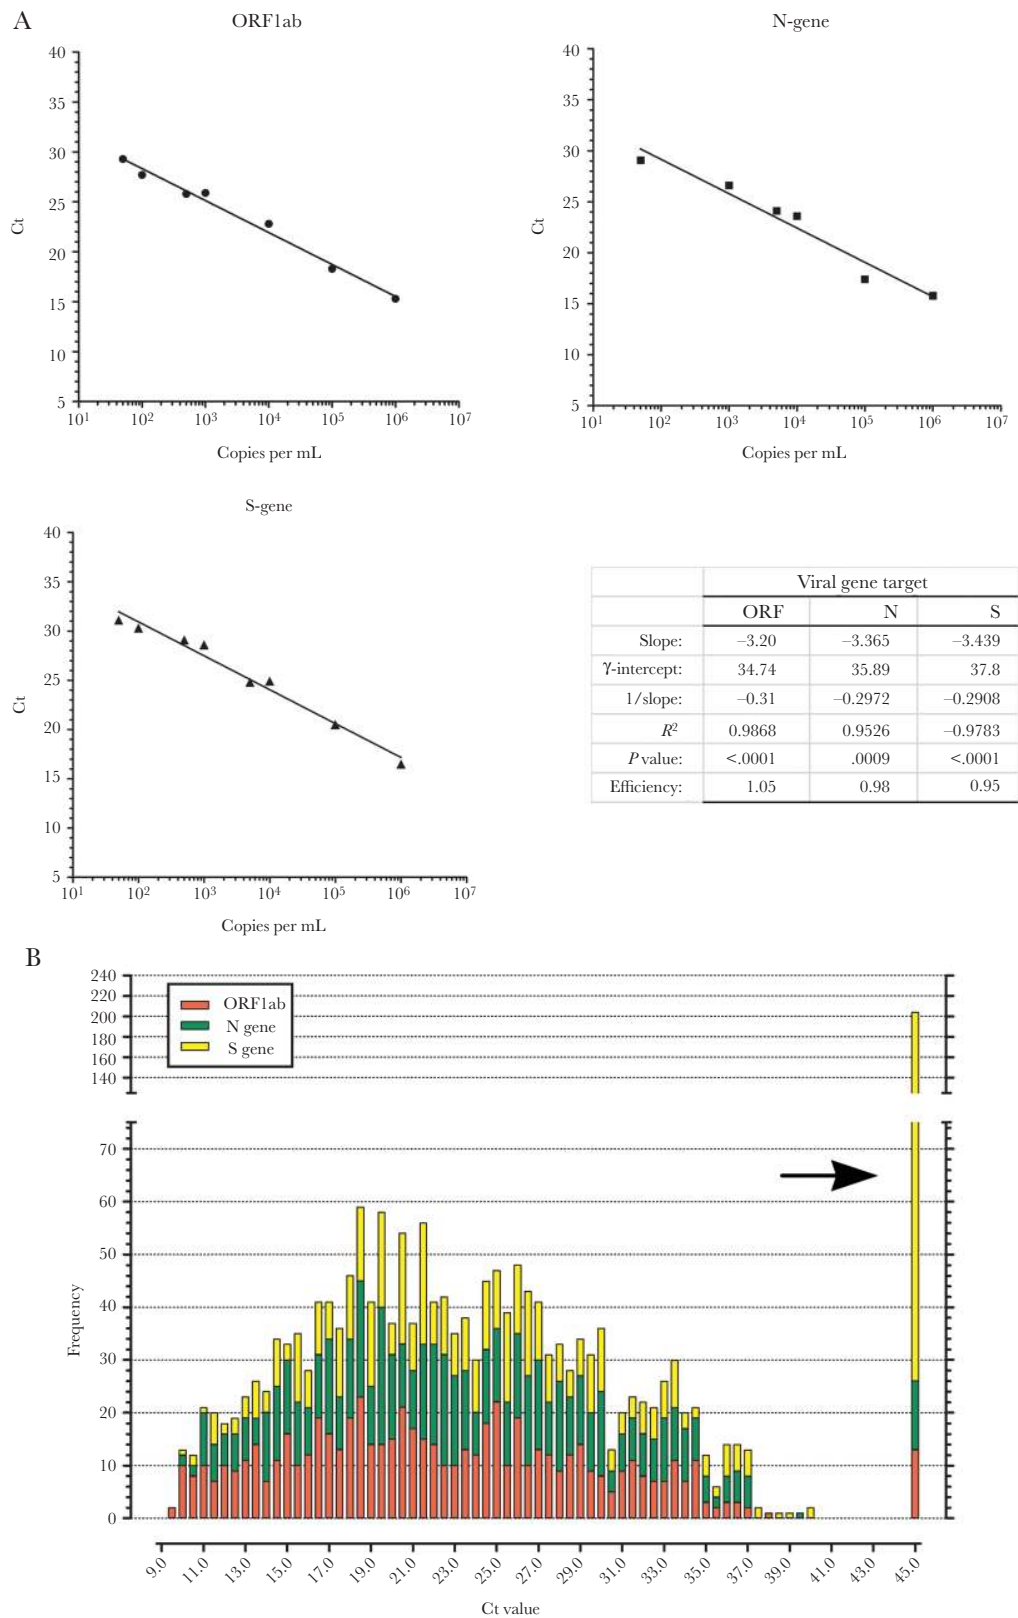 A
ORF1ab
40
35
30
25
20
15
10
5
Ct
10¹ 10² 10³ 10⁴ 10⁵ 10⁶ 10⁷
Copies per mL
N-gene
40
35
30
25
20
15
10
5
Ct
10¹ 10² 10³ 10⁴ 10⁵ 10⁶ 10⁷
Copies per mL
S-gene
40
35
30
25
20
15
10
5
Ct
10¹ 10² 10³ 10⁴ 10⁵ 10⁶ 10⁷
Copies per mL
Viral gene target
ORF N S
Slope: –3.20 –3.365 –3.439
γ-intercept: 34.74 35.89 37.8
1/slope: –0.31 –0.2972 –0.2908
R² 0.9868 0.9526 –0.9783
P value: <.0001 .0009 <.0001
Efficiency: 1.05 0.98 0.95
B
240
220
200
180
160
140
70
60
50
40
30
20
10
0
Frequency
ORF1ab
N gene
S gene
9.0 11.0 13.0 15.0 17.0 19.0 21.0 23.0 25.0 27.0 29.0 31.0 33.0 35.0 37.0 39.0 41.0 43.0 45.0
Ct value